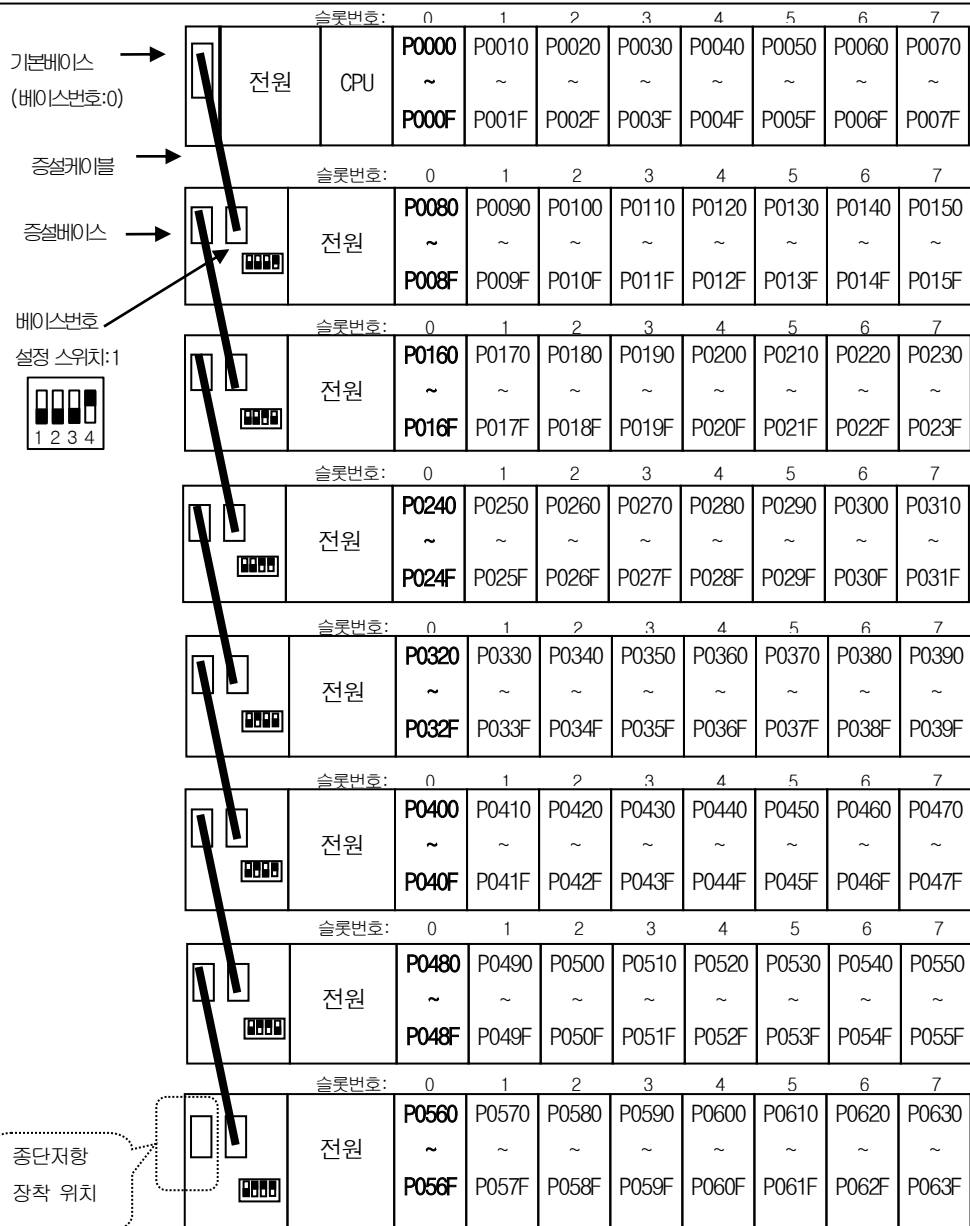 슬롯번호: 0 1 2 3 4 5 6 7
기본베이스
(베이스번호:0)
전원 CPU
P0000 P0010 P0020 P0030 P0040 P0050 P0060 P0070
~ ~ ~ ~ ~ ~ ~ ~
P000F P001F P002F P003F P004F P005F P006F P007F
증설케이블
슬롯번호: 0 1 2 3 4 5 6 7
증설베이스
전원
P0080 P0090 P0100 P0110 P0120 P0130 P0140 P0150
~ ~ ~ ~ ~ ~ ~ ~
P008F P009F P010F P011F P012F P013F P014F P015F
베이스번호
설정 스위치:1
1 2 3 4
슬롯번호: 0 1 2 3 4 5 6 7
전원
P0160 P0170 P0180 P0190 P0200 P0210 P0220 P0230
~ ~ ~ ~ ~ ~ ~ ~
P016F P017F P018F P019F P020F P021F P022F P023F
슬롯번호: 0 1 2 3 4 5 6 7
전원
P0240 P0250 P0260 P0270 P0280 P0290 P0300 P0310
~ ~ ~ ~ ~ ~ ~ ~
P024F P025F P026F P027F P028F P029F P030F P031F
슬롯번호: 0 1 2 3 4 5 6 7
전원
P0320 P0330 P0340 P0350 P0360 P0370 P0380 P0390
~ ~ ~ ~ ~ ~ ~ ~
P032F P033F P034F P035F P036F P037F P038F P039F
슬롯번호: 0 1 2 3 4 5 6 7
전원
P0400 P0410 P0420 P0430 P0440 P0450 P0460 P0470
~ ~ ~ ~ ~ ~ ~ ~
P040F P041F P042F P043F P044F P045F P046F P047F
슬롯번호: 0 1 2 3 4 5 6 7
전원
P0480 P0490 P0500 P0510 P0520 P0530 P0540 P0550
~ ~ ~ ~ ~ ~ ~ ~
P048F P049F P050F P051F P052F P053F P054F P055F
슬롯번호: 0 1 2 3 4 5 6 7
전원
P0560 P0570 P0580 P0590 P0600 P0610 P0620 P0630
~ ~ ~ ~ ~ ~ ~ ~
P056F P057F P058F P059F P060F P061F P062F P063F
종단저항
장착 위치